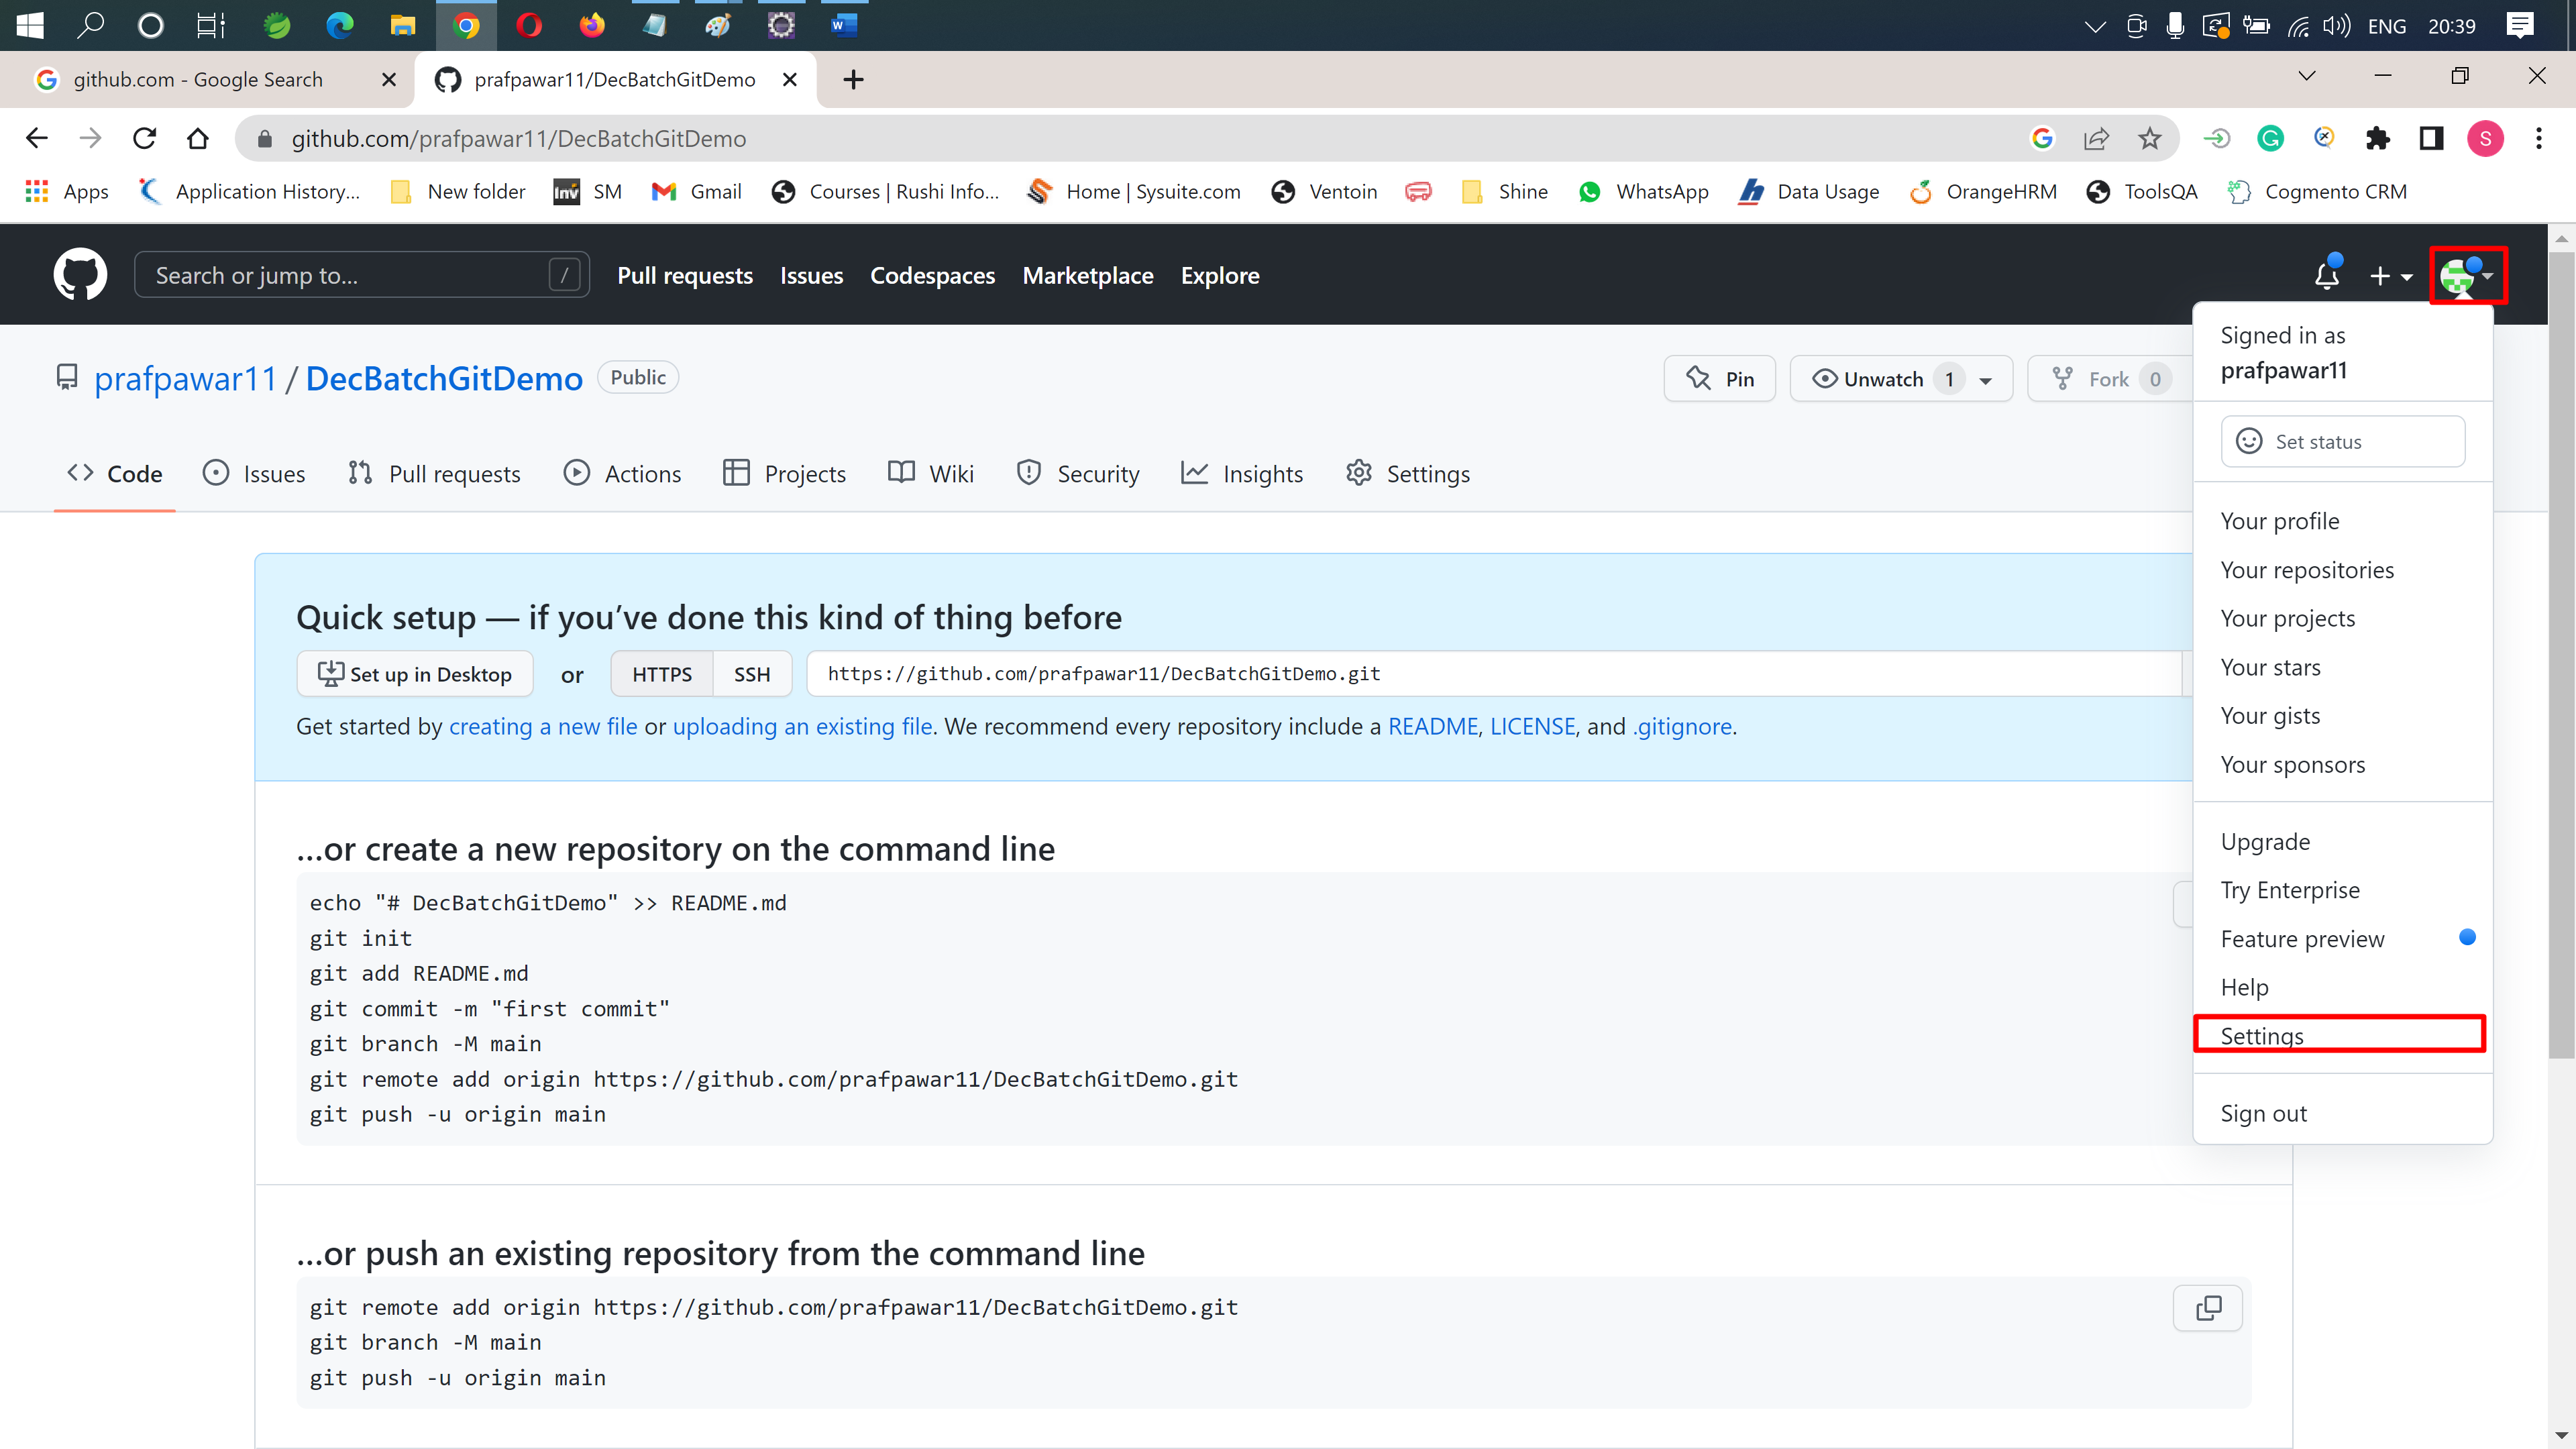 ENG 20:39
github.com - Google Search
prafpawar11/DecBatchGitDemo
github.com/prafpawar11/DecBatchGitDemo
S
Apps Application History... New folder Inv SM Gmail Courses | Rushi Info... Home | Sysuite.com Ventoin Shine WhatsApp Data Usage OrangeHRM ToolsQA Cogmento CRM
Search or jump to... / Pull requests Issues Codespaces Marketplace Explore
prafpawar11 / DecBatchGitDemo Public
Pin Unwatch 1 Fork 0
Code Issues Pull requests Actions Projects Wiki Security Insights Settings
Quick setup — if you’ve done this kind of thing before
Set up in Desktop or HTTPS SSH https://github.com/prafpawar11/DecBatchGitDemo.git
Get started by creating a new file or uploading an existing file. We recommend every repository include a README, LICENSE, and .gitignore.
…or create a new repository on the command line
echo "# DecBatchGitDemo" >> README.md
git init
git add README.md
git commit -m "first commit"
git branch -M main
git remote add origin https://github.com/prafpawar11/DecBatchGitDemo.git
git push -u origin main
…or push an existing repository from the command line
git remote add origin https://github.com/prafpawar11/DecBatchGitDemo.git
git branch -M main
git push -u origin main
Signed in as
prafpawar11
Set status
Your profile
Your repositories
Your projects
Your stars
Your gists
Your sponsors
Upgrade
Try Enterprise
Feature preview
Help
Settings
Sign out